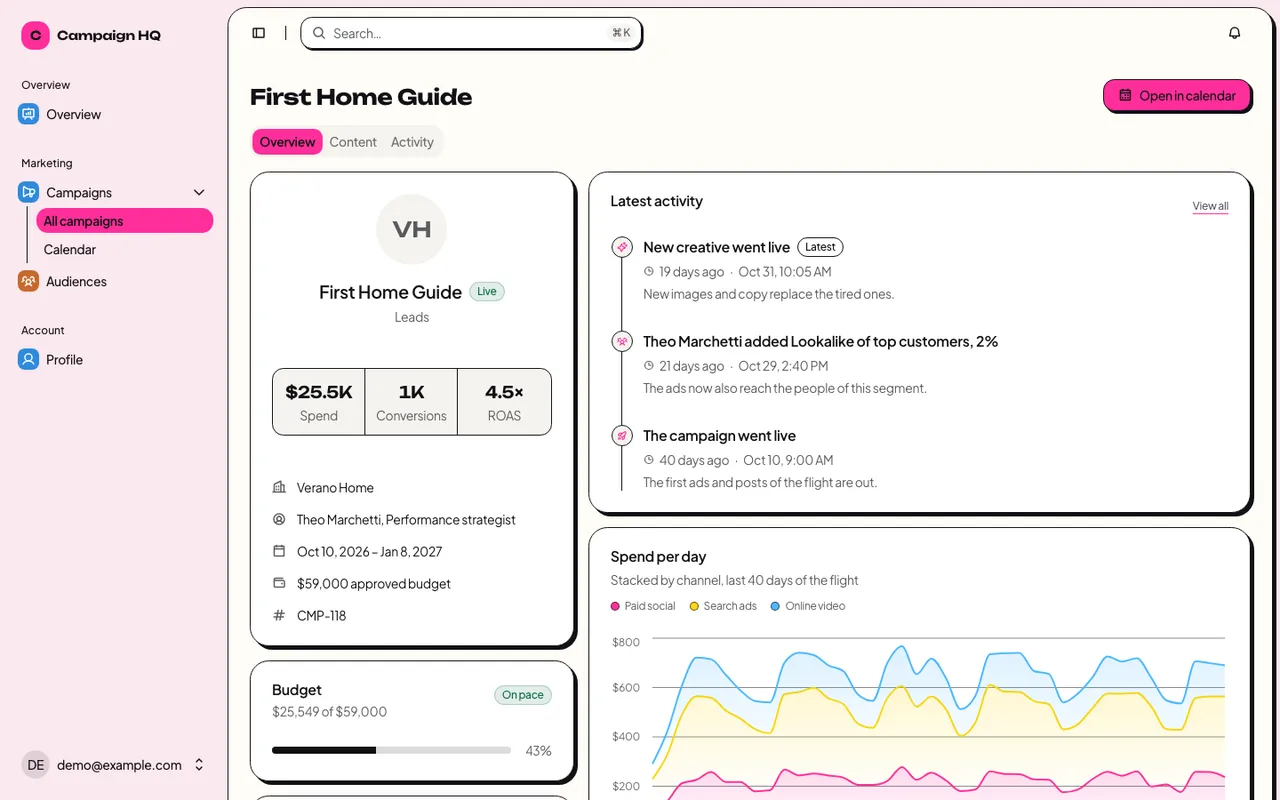 C Campaign HQ
Overview
Overview
Marketing
Campaigns
All campaigns
Calendar
Audiences
Account
Profile
DE demo@example.com
Search... ⌘K
First Home Guide
Open in calendar
Overview Content Activity
VH
First Home Guide Live
Leads
$25.5K 1K 4.5×
Spend Conversions ROAS
Verano Home
Theo Marchetti, Performance strategist
Oct 10, 2026 – Jan 8, 2027
$59,000 approved budget
# CMP-118
Budget On pace
$25,549 of $59,000
43%
Latest activity View all
New creative went live Latest
19 days ago · Oct 31, 10:05 AM
New images and copy replace the tired ones.
Theo Marchetti added Lookalike of top customers, 2%
21 days ago · Oct 29, 2:40 PM
The ads now also reach the people of this segment.
The campaign went live
40 days ago · Oct 10, 9:00 AM
The first ads and posts of the flight are out.
Spend per day
Stacked by channel, last 40 days of the flight
Paid social Search ads Online video
$800
$600
$400
$200